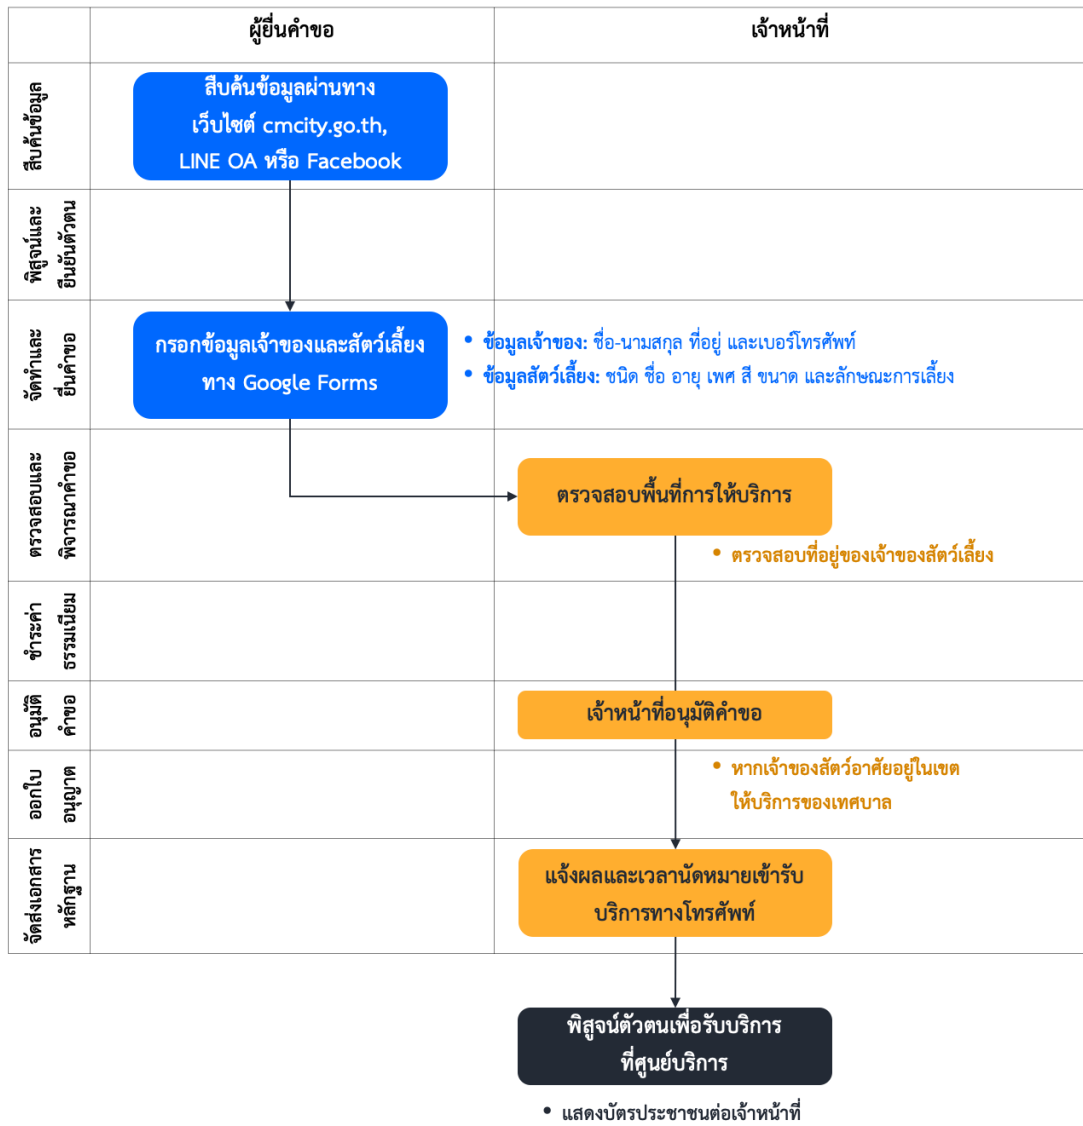 ผู้ยื่นคำขอ
เจ้าหน้าที่
สืบค้นข้อมูล
สืบค้นข้อมูลผ่านทาง
เว็บไซต์ cmcity.go.th,
LINE OA หรือ Facebook
พิสูจน์และ
ยืนยันตัวตน
จัดทำและ
ยื่นคำขอ
กรอกข้อมูลเจ้าของและสัตว์เลี้ยง
ทาง Google Forms
• ข้อมูลเจ้าของ: ชื่อ-นามสกุล ที่อยู่ และเบอร์โทรศัพท์
• ข้อมูลสัตว์เลี้ยง: ชนิด ชื่อ อายุ เพศ สี ขนาด และลักษณะการเลี้ยง
ตรวจสอบและ
พิจารณาคำขอ
ตรวจสอบพื้นที่การให้บริการ
• ตรวจสอบที่อยู่ของเจ้าของสัตว์เลี้ยง
ชำระค่า
ธรรมเนียม
อนุมัติ
คำขอ
เจ้าหน้าที่อนุมัติคำขอ
ออกใบ
อนุญาต
• หากเจ้าของสัตว์อาศัยอยู่ในเขต
ให้บริการของเทศบาล
จัดส่งเอกสาร
หลักฐาน
แจ้งผลและเวลานัดหมายเข้ารับ
บริการทางโทรศัพท์
พิสูจน์ตัวตนเพื่อรับบริการ
ที่ศูนย์บริการ
• แสดงบัตรประชาชนต่อเจ้าหน้าที่